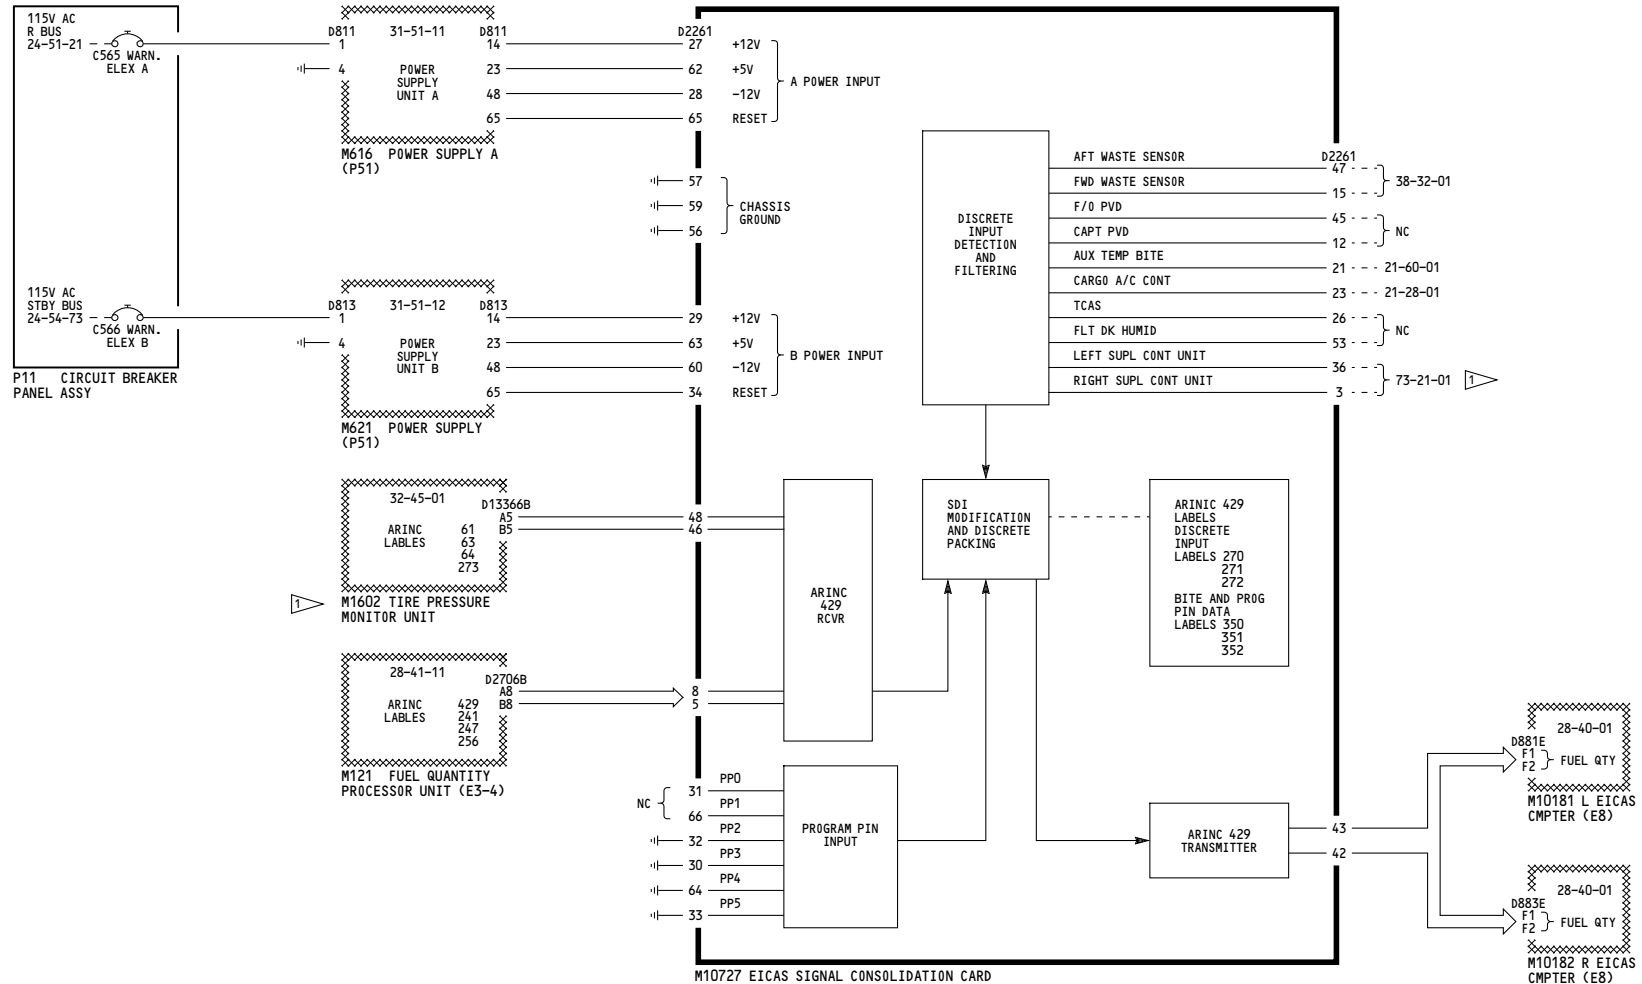 115V AC
R BUS
24-51-21
C565 WARN.
ELEX A
115V AC
STBY BUS
24-54-73
C566 WARN.
ELEX B
P11 CIRCUIT BREAKER
PANEL ASSY
D811 31-51-11 D811
1 14
4 23
48
65
POWER
SUPPLY
UNIT A
M616 POWER SUPPLY A
(P51)
D813 31-51-12 D813
1 14
4 23
48
65
POWER
SUPPLY
UNIT B
M621 POWER SUPPLY
(P51)
32-45-01
D13366B
A5
B5
ARINC
LABLES
61
63
64
273
1
M1602 TIRE PRESSURE
MONITOR UNIT
28-41-11
D2706B
A8
B8
ARINC
LABLES
429
241
247
256
M121 FUEL QUANTITY
PROCESSOR UNIT (E3-4)
D2261
27 +12V
62 +5V
28 -12V
65 RESET
A POWER INPUT
57
59
56
CHASSIS
GROUND
29 +12V
63 +5V
60 -12V
34 RESET
B POWER INPUT
48
46
8
5
ARINC
429
RCVR
NC
31 PP0
66 PP1
32 PP2
30 PP3
64 PP4
33 PP5
PROGRAM PIN
INPUT
DISCRETE
INPUT
DETECTION
AND
FILTERING
D2261
AFT WASTE SENSOR 47
FWD WASTE SENSOR 15
38-32-01
F/O PVD 45
CAPT PVD 12
NC
AUX TEMP BITE 21 21-60-01
CARGO A/C CONT 23 21-28-01
TCAS 26
FLT DK HUMID 53
NC
LEFT SUPL CONT UNIT 36
RIGHT SUPL CONT UNIT 3
73-21-01 1
SDI
MODIFICATION
AND DISCRETE
PACKING
ARINIC 429
LABELS
DISCRETE
INPUT
LABELS 270
271
272
BITE AND PROG
PIN DATA
LABELS 350
351
352
ARINC 429
TRANSMITTER
43
42
28-40-01
D881E
F1
F2
FUEL QTY
M10181 L EICAS
CMPTER (E8)
28-40-01
D883E
F1
F2
FUEL QTY
M10182 R EICAS
CMPTER (E8)
M10727 EICAS SIGNAL CONSOLIDATION CARD